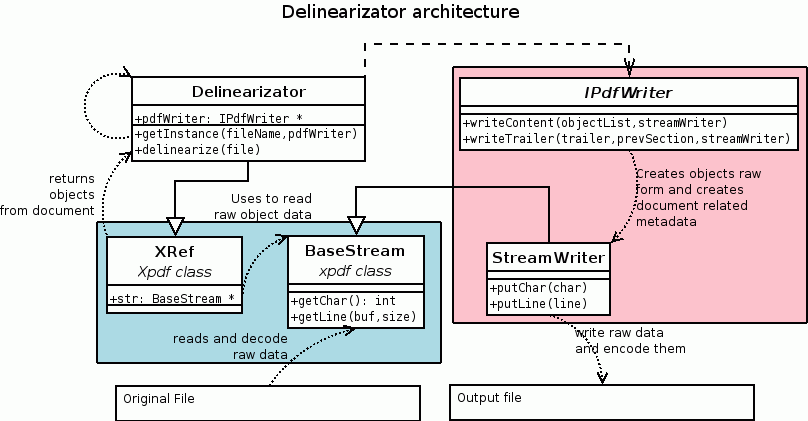 Delinearizator architecture
Delinearizator
+pdfWriter: IPdfWriter *
+getInstance(fileName,pdfWriter)
+delinearize(file)
IPdfWriter
+writeContent(objectList,streamWriter)
+writeTrailer(trailer,prevSection,streamWriter)
returns
objects
from document
Uses to read
raw object data
Creates objects raw
form and creates
document related
metadata
XRef
Xpdf class
+str: BaseStream *
BaseStream
xpdf class
+getChar(): int
+getLine(buf,size)
StreamWriter
+putChar(char)
+putLine(line)
reads and decode
raw data
write raw data
and encode them
Original File
Output file